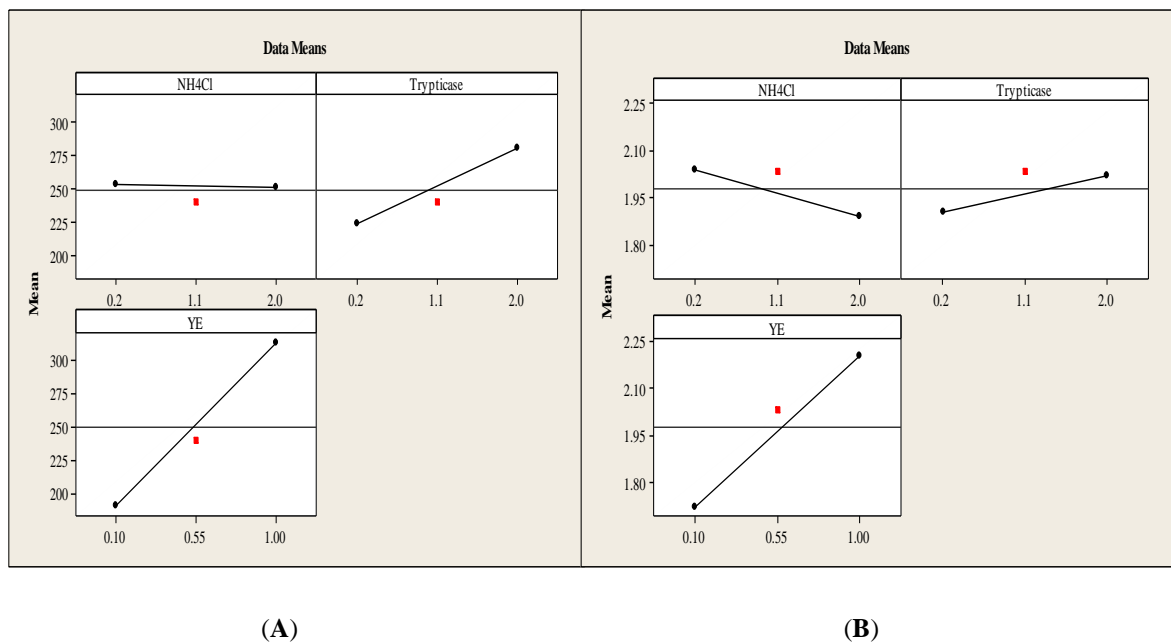 Data Means
NH4Cl Trypticase
300
275
250
225
200
0.2 1.1 2.0 0.2 1.1 2.0
YE
300
275
250
225
200
0.10 0.55 1.00
Mean
(A)
Data Means
NH4Cl Trypticase
2.25
2.10
1.95
1.80
0.2 1.1 2.0 0.2 1.1 2.0
YE
2.25
2.10
1.95
1.80
0.10 0.55 1.00
Mean
(B)